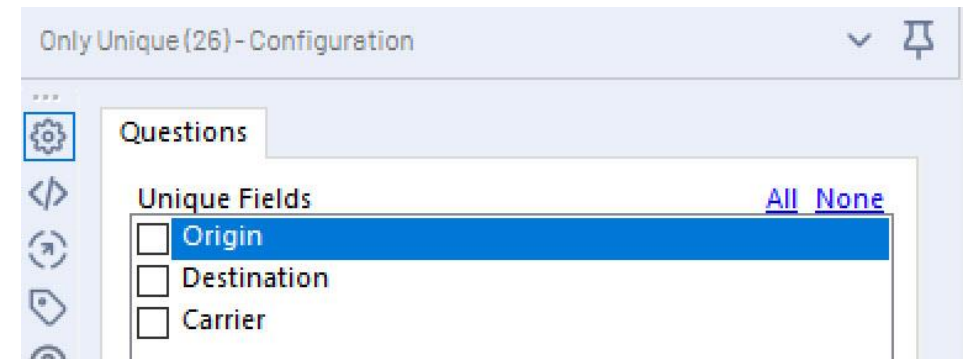 Only Unique (26) - Configuration
Questions
Unique Fields All None
Origin
Destination
Carrier